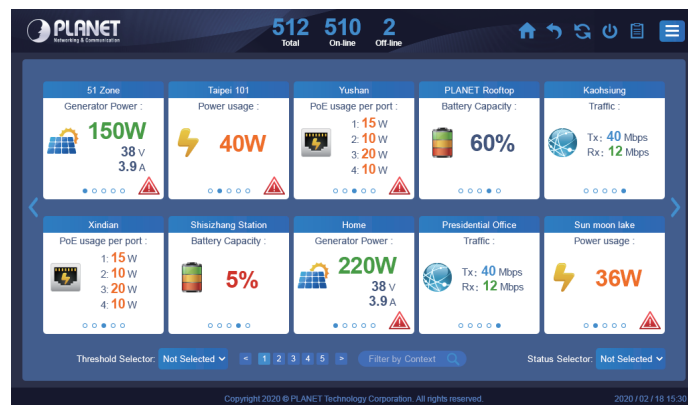 PLANET
Networking & Communication
512 510 2
Total On-line Off-line
51 Zone
Generator Power :
150W
38 V
3.9 A
Taipei 101
Power usage :
40W
Yushan
PoE usage per port :
1: 15 W
2: 10 W
3: 20 W
4: 10 W
PLANET Rooftop
Battery Capacity :
60%
Kaohsiung
Traffic :
Tx: 40 Mbps
Rx: 12 Mbps
Xindian
PoE usage per port :
1: 15 W
2: 10 W
3: 20 W
4: 10 W
Shisizhang Station
Battery Capacity :
5%
Home
Generator Power :
220W
38 V
3.9 A
Presidential Office
Traffic :
Tx: 40 Mbps
Rx: 12 Mbps
Sun moon lake
Power usage :
36W
Threshold Selector: Not Selected < 1 2 3 4 5 > Filter by Context Status Selector: Not Selected
Copyright 2020 © PLANET Technology Corporation. All rights reserved. 2020 / 02 / 18 15:30